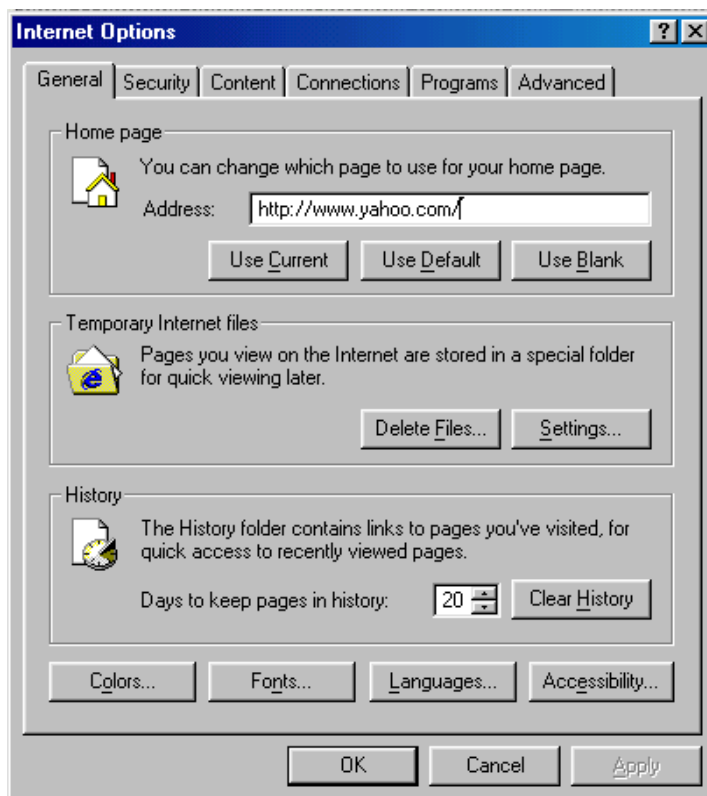 Internet Options
General Security Content Connections Programs Advanced
Home page
You can change which page to use for your home page.
Address: http://www.yahoo.com/
Use Current Use Default Use Blank
Temporary Internet files
Pages you view on the Internet are stored in a special folder
for quick viewing later.
Delete Files... Settings...
History
The History folder contains links to pages you've visited, for
quick access to recently viewed pages.
Days to keep pages in history: 20 Clear History
Colors... Fonts... Languages... Accessibility...
OK Cancel Apply